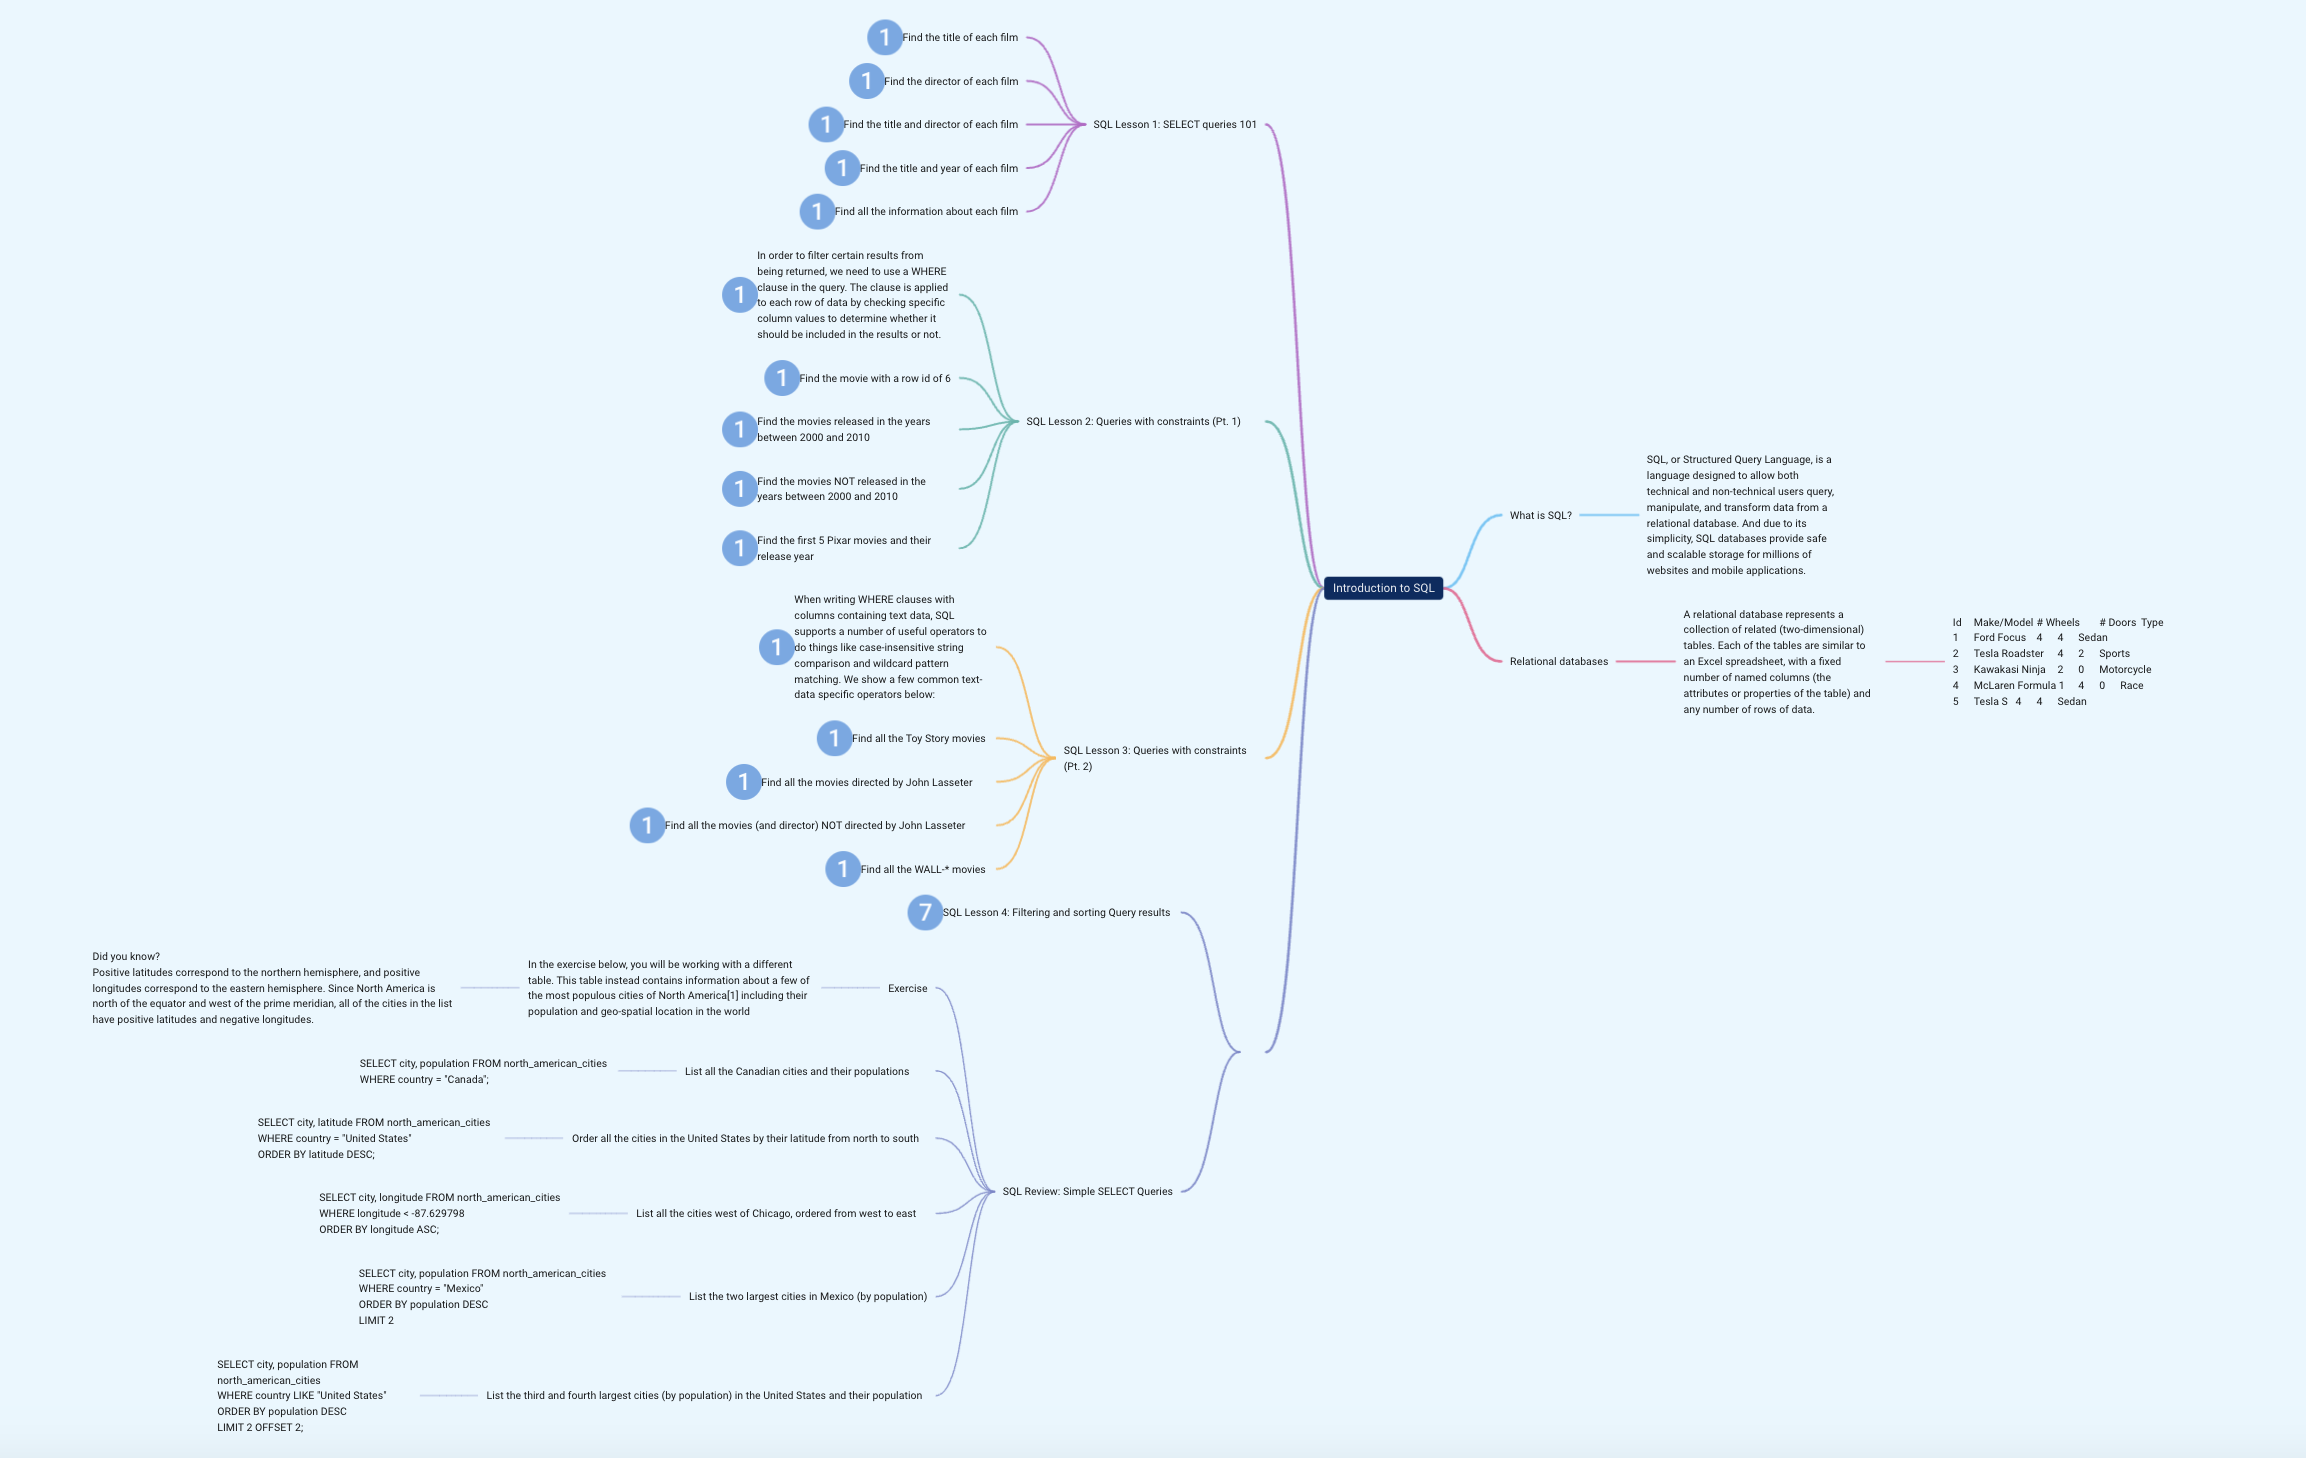 1 Find the title of each film
1 Find the director of each film
1 Find the title and director of each film
1 Find the title and year of each film
1 Find all the information about each film
SQL Lesson 1: SELECT queries 101
1
In order to filter certain results from
being returned, we need to use a WHERE
clause in the query. The clause is applied
to each row of data by checking specific
column values to determine whether it
should be included in the results or not.
1 Find the movie with a row id of 6
1
Find the movies released in the years
between 2000 and 2010
1
Find the movies NOT released in the
years between 2000 and 2010
1
Find the first 5 Pixar movies and their
release year
SQL Lesson 2: Queries with constraints (Pt. 1)
1
When writing WHERE clauses with
columns containing text data, SQL
supports a number of useful operators to
do things like case-insensitive string
comparison and wildcard pattern
matching. We show a few common text-
data specific operators below:
1 Find all the Toy Story movies
1 Find all the movies directed by John Lasseter
1 Find all the movies (and director) NOT directed by John Lasseter
1 Find all the WALL-* movies
SQL Lesson 3: Queries with constraints
(Pt. 2)
7 SQL Lesson 4: Filtering and sorting Query results
Did you know?
Positive latitudes correspond to the northern hemisphere, and positive
longitudes correspond to the eastern hemisphere. Since North America is
north of the equator and west of the prime meridian, all of the cities in the list
have positive latitudes and negative longitudes.
In the exercise below, you will be working with a different
table. This table instead contains information about a few of
the most populous cities of North America[1] including their
population and geo-spatial location in the world
Exercise
SELECT city, population FROM north_american_cities
WHERE country = "Canada";
List all the Canadian cities and their populations
SELECT city, latitude FROM north_american_cities
WHERE country = "United States"
ORDER BY latitude DESC;
Order all the cities in the United States by their latitude from north to south
SELECT city, longitude FROM north_american_cities
WHERE longitude < -87.629798
ORDER BY longitude ASC;
List all the cities west of Chicago, ordered from west to east
SELECT city, population FROM north_american_cities
WHERE country = "Mexico"
ORDER BY population DESC
LIMIT 2
List the two largest cities in Mexico (by population)
SELECT city, population FROM
north_american_cities
WHERE country LIKE "United States"
ORDER BY population DESC
LIMIT 2 OFFSET 2;
List the third and fourth largest cities (by population) in the United States and their population
SQL Review: Simple SELECT Queries
Introduction to SQL
What is SQL?
SQL, or Structured Query Language, is a
language designed to allow both
technical and non-technical users query,
manipulate, and transform data from a
relational database. And due to its
simplicity, SQL databases provide safe
and scalable storage for millions of
websites and mobile applications.
Relational databases
A relational database represents a
collection of related (two-dimensional)
tables. Each of the tables are similar to
an Excel spreadsheet, with a fixed
number of named columns (the
attributes or properties of the table) and
any number of rows of data.
Id Make/Model # Wheels # Doors Type
1 Ford Focus 4 4 Sedan
2 Tesla Roadster 4 2 Sports
3 Kawakasi Ninja 2 0 Motorcycle
4 McLaren Formula 1 4 0 Race
5 Tesla S 4 4 Sedan